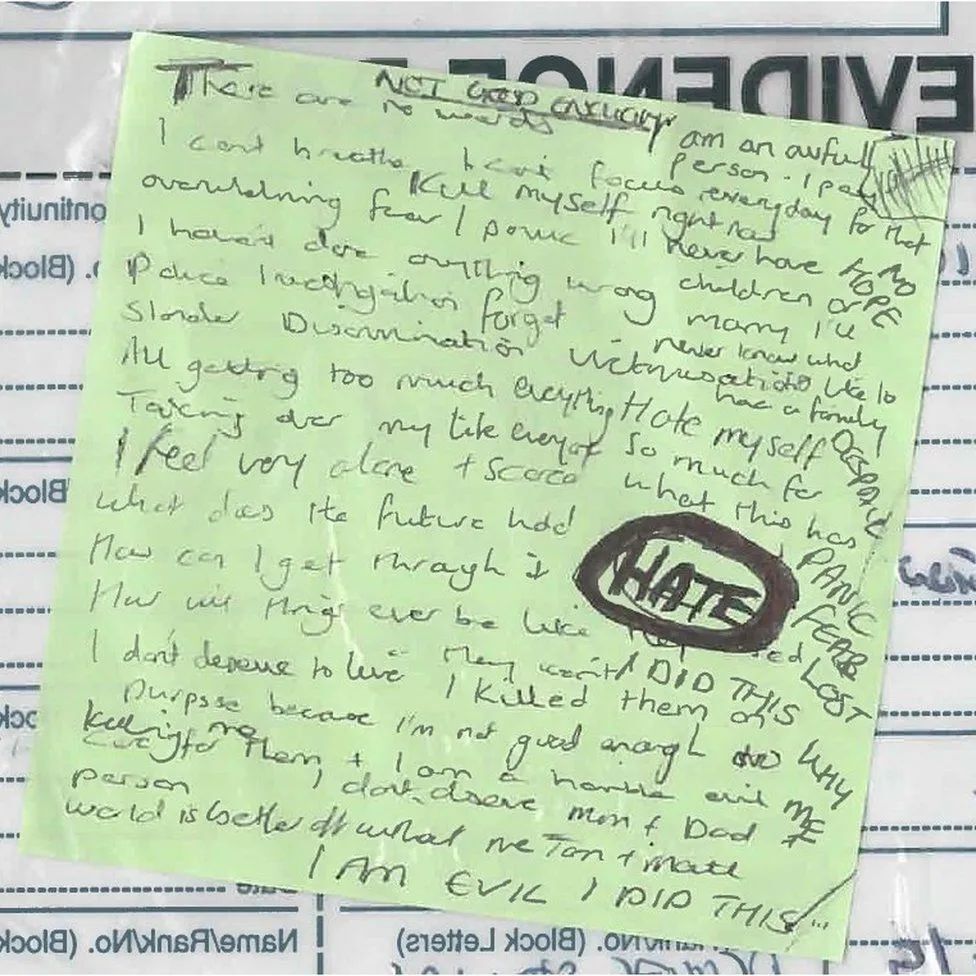 EVIDENCE
NOT GOOD ENOUGH
There are no words
I am an awful person. I pay
everyday for that
I can't breathe I can't focus
Kill myself right now
overwhelming fear / panic I'll never have
children or marry I'll
never know what
like to have a family
NO HOPE
I haven't done anything wrong
Police investigation forget
Slander Discrimination Victimisation
All getting too much everything
Hate myself so much for
what this has
DESPAIR
PANIC
FEAR
LOST
Taking over my life
I feel very alone + scared
What does the future hold
How can I get through it
HATE
How will things ever be like they
I don't deserve to live
They won't
I DID THIS
WHY ME
I killed them on
purpose because I'm not good enough
to care for them + I am a horrible evil
person
killing me
I don't deserve Mum + Dad
world is better off without me
I AM EVIL I DID THIS
Continuity
No. (Block
(Block
(Block
Name/Rank/No. (Block
Rank/No. (Block Letters)